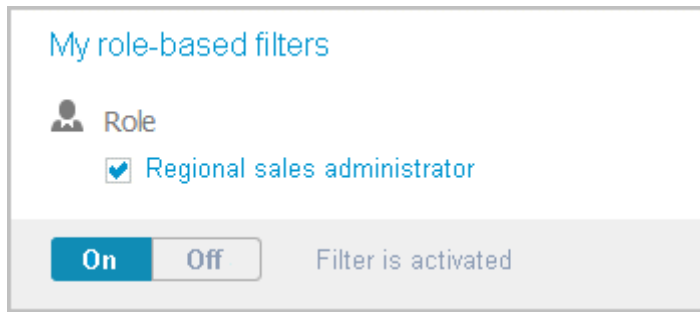 My role-based filters
Role
Regional sales administrator
On Off Filter is activated